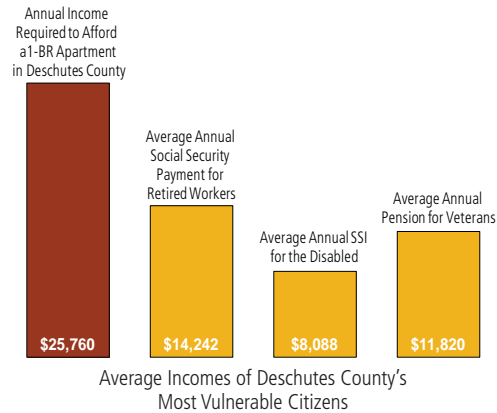 Annual Income
Required to Afford
a1-BR Apartment
in Deschutes County
Average Annual
Social Security
Payment for
Retired Workers
Average Annual SSI
for the Disabled
Average Annual
Pension for Veterans
$25,760
$14,242
$8,088
$11,820
Average Incomes of Deschutes County's
Most Vulnerable Citizens